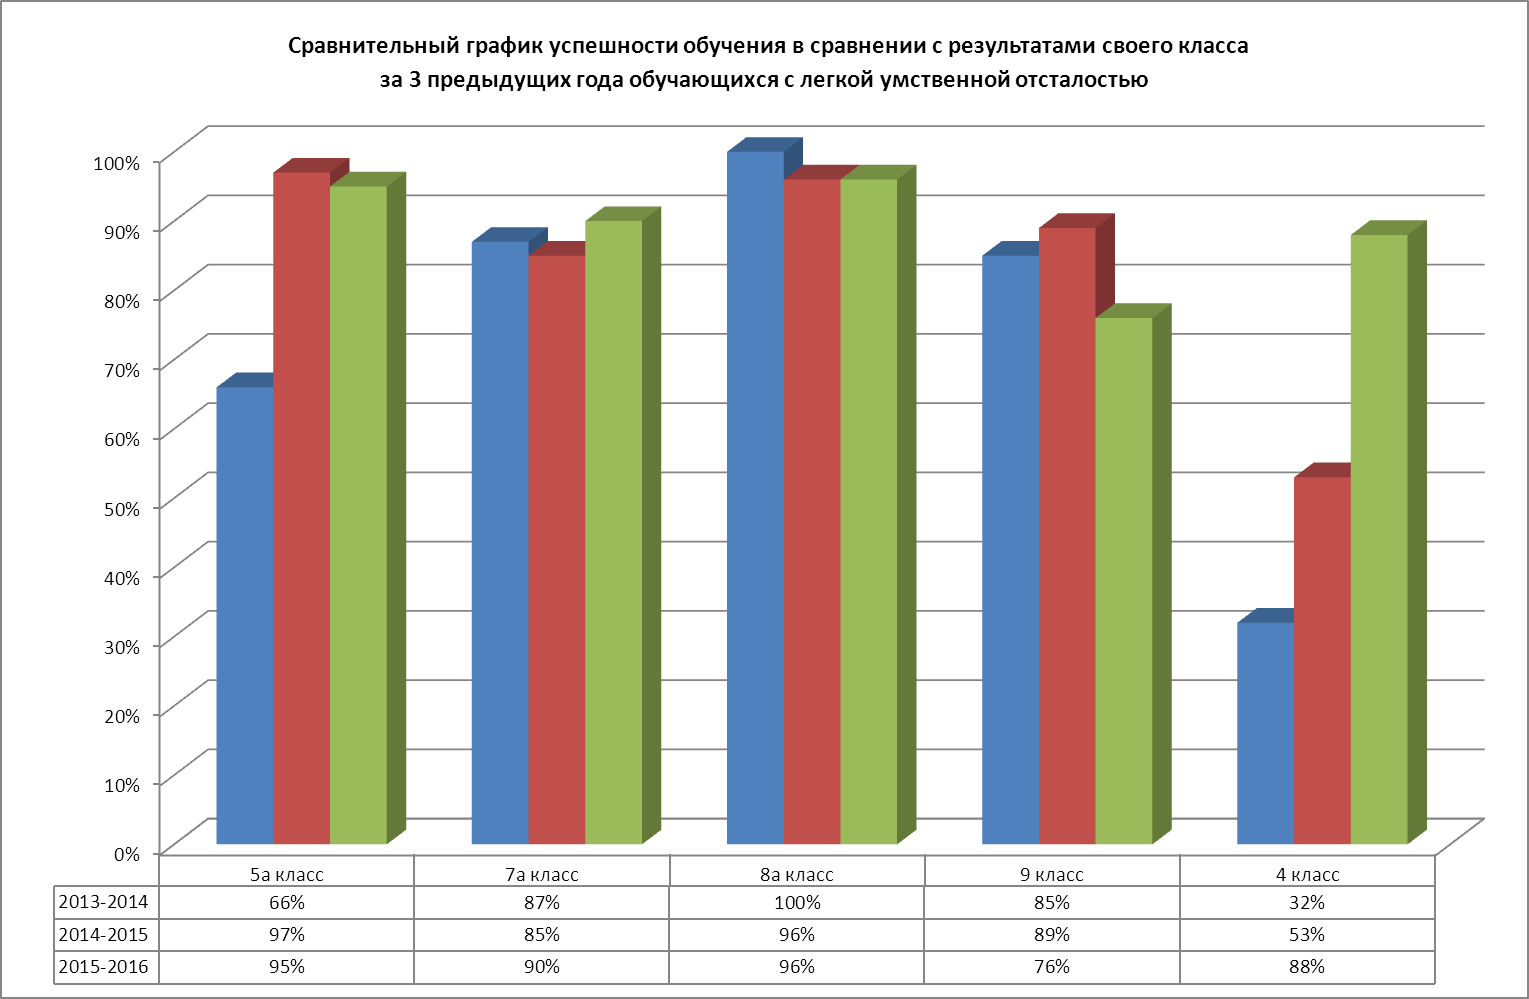 Сравнительный график успешности обучения в сравнении с результатами своего класса
за 3 предыдущих года обучающихся с легкой умственной отсталостью
100%
90%
80%
70%
60%
50%
40%
30%
20%
10%
0%
5а класс 7а класс 8а класс 9 класс 4 класс
2013-2014 66% 87% 100% 85% 32%
2014-2015 97% 85% 96% 89% 53%
2015-2016 95% 90% 96% 76% 88%